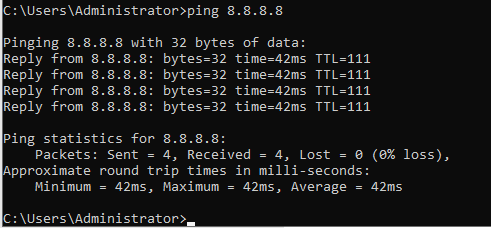 C:\Users\Administrator>ping 8.8.8.8
Pinging 8.8.8.8 with 32 bytes of data:
Reply from 8.8.8.8: bytes=32 time=42ms TTL=111
Reply from 8.8.8.8: bytes=32 time=42ms TTL=111
Reply from 8.8.8.8: bytes=32 time=42ms TTL=111
Reply from 8.8.8.8: bytes=32 time=42ms TTL=111
Ping statistics for 8.8.8.8:
Packets: Sent = 4, Received = 4, Lost = 0 (0% loss),
Approximate round trip times in milli-seconds:
Minimum = 42ms, Maximum = 42ms, Average = 42ms
C:\Users\Administrator>